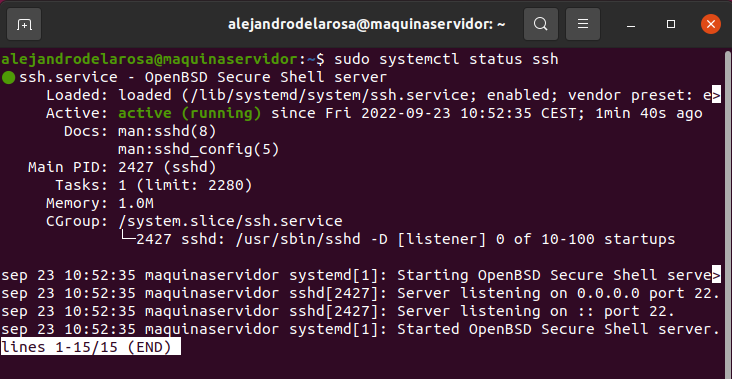 alejandrodelarosa@maquinaservidor: ~
alejandrodelarosa@maquinaservidor:~$ sudo systemctl status ssh
● ssh.service - OpenBSD Secure Shell server
     Loaded: loaded (/lib/systemd/system/ssh.service; enabled; vendor preset: e>
     Active: active (running) since Fri 2022-09-23 10:52:35 CEST; 1min 40s ago
       Docs: man:sshd(8)
             man:sshd_config(5)
   Main PID: 2427 (sshd)
      Tasks: 1 (limit: 2280)
     Memory: 1.0M
     CGroup: /system.slice/ssh.service
             └─2427 sshd: /usr/sbin/sshd -D [listener] 0 of 10-100 startups
sep 23 10:52:35 maquinaservidor systemd[1]: Starting OpenBSD Secure Shell serve>
sep 23 10:52:35 maquinaservidor sshd[2427]: Server listening on 0.0.0.0 port 22.
sep 23 10:52:35 maquinaservidor sshd[2427]: Server listening on :: port 22.
sep 23 10:52:35 maquinaservidor systemd[1]: Started OpenBSD Secure Shell server.
lines 1-15/15 (END)